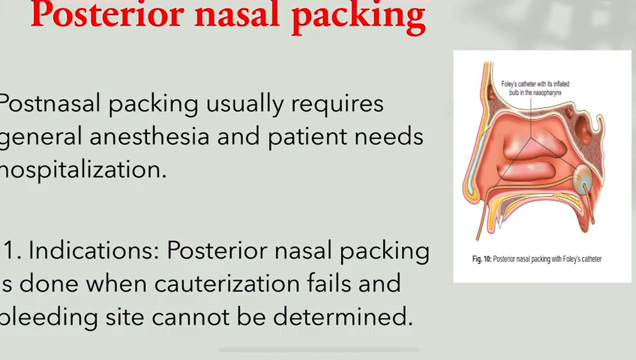 Posterior nasal packing
Postnasal packing usually requires
general anesthesia and patient needs
hospitalization.
1. Indications: Posterior nasal packing
is done when cauterization fails and
bleeding site cannot be determined.
Foley's catheter with its inflated
bulb in the nasopharynx
Fig. 10: Posterior nasal packing with Foley's catheter